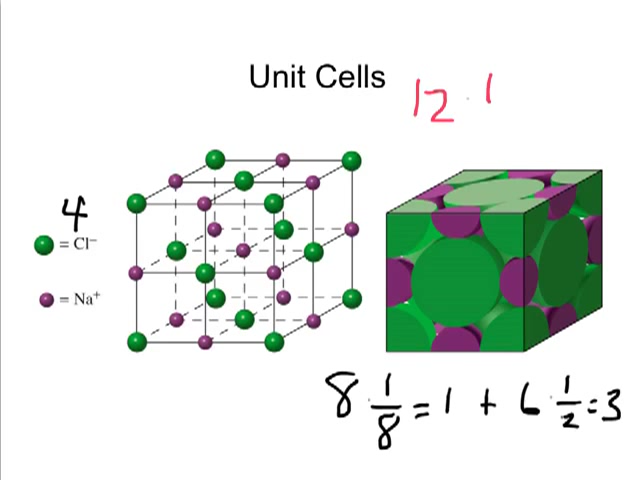 Unit Cells
12 · 1
4
= Cl⁻
= Na⁺
8 · 1/8 = 1 + 6 · 1/2 = 3